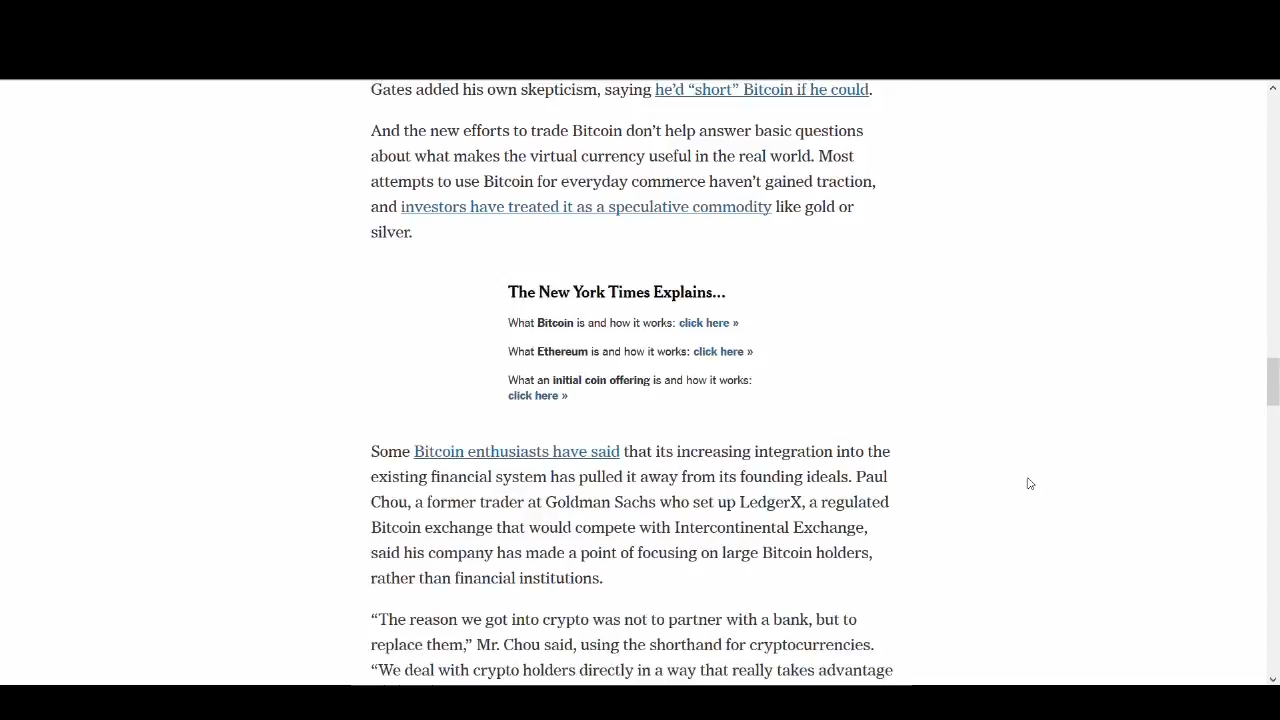 Gates added his own skepticism, saying he’d “short” Bitcoin if he could.
And the new efforts to trade Bitcoin don’t help answer basic questions
about what makes the virtual currency useful in the real world. Most
attempts to use Bitcoin for everyday commerce haven’t gained traction,
and investors have treated it as a speculative commodity like gold or
silver.
The New York Times Explains...
What Bitcoin is and how it works: click here »
What Ethereum is and how it works: click here »
What an initial coin offering is and how it works:
click here »
Some Bitcoin enthusiasts have said that its increasing integration into the
existing financial system has pulled it away from its founding ideals. Paul
Chou, a former trader at Goldman Sachs who set up LedgerX, a regulated
Bitcoin exchange that would compete with Intercontinental Exchange,
said his company has made a point of focusing on large Bitcoin holders,
rather than financial institutions.
“The reason we got into crypto was not to partner with a bank, but to
replace them,” Mr. Chou said, using the shorthand for cryptocurrencies.
“We deal with crypto holders directly in a way that really takes advantage